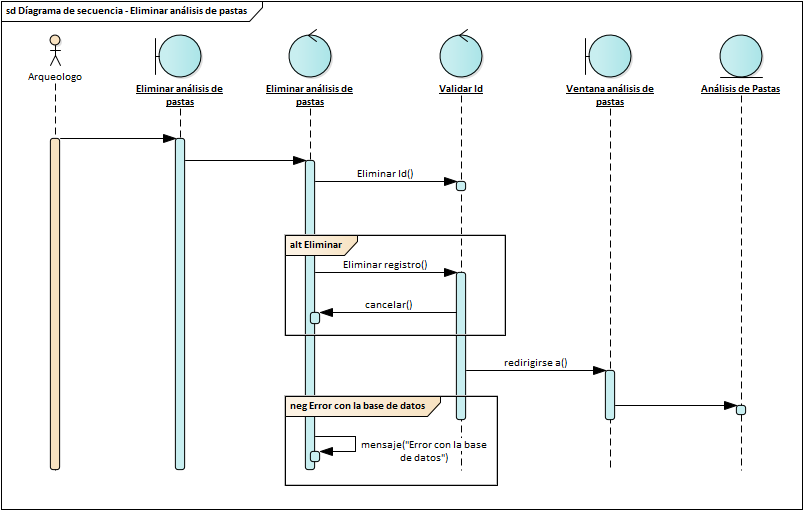 sd Díagrama de secuencia - Eliminar análisis de pastas
Arqueologo
Eliminar análisis de
pastas
Eliminar análisis de
pastas
Validar Id
Ventana análisis de
pastas
Análisis de Pastas
Eliminar Id()
alt Eliminar
Eliminar registro()
cancelar()
redirigirse a()
neg Error con la base de datos
mensaje("Error con la base
de datos")